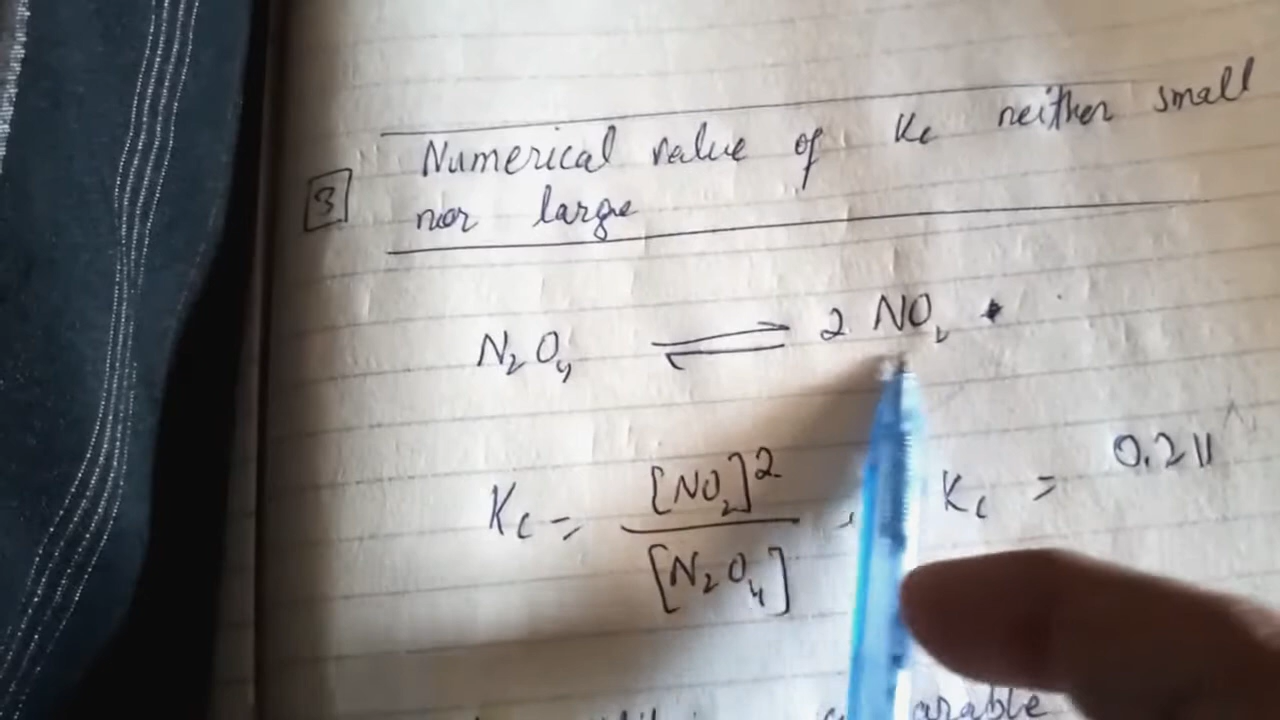 3 Numerical value of Kc neither small
nor large
N₂O₄ ⇌ 2 NO₂
Kc = [NO₂]² / [N₂O₄] , Kc = 0.211
arable